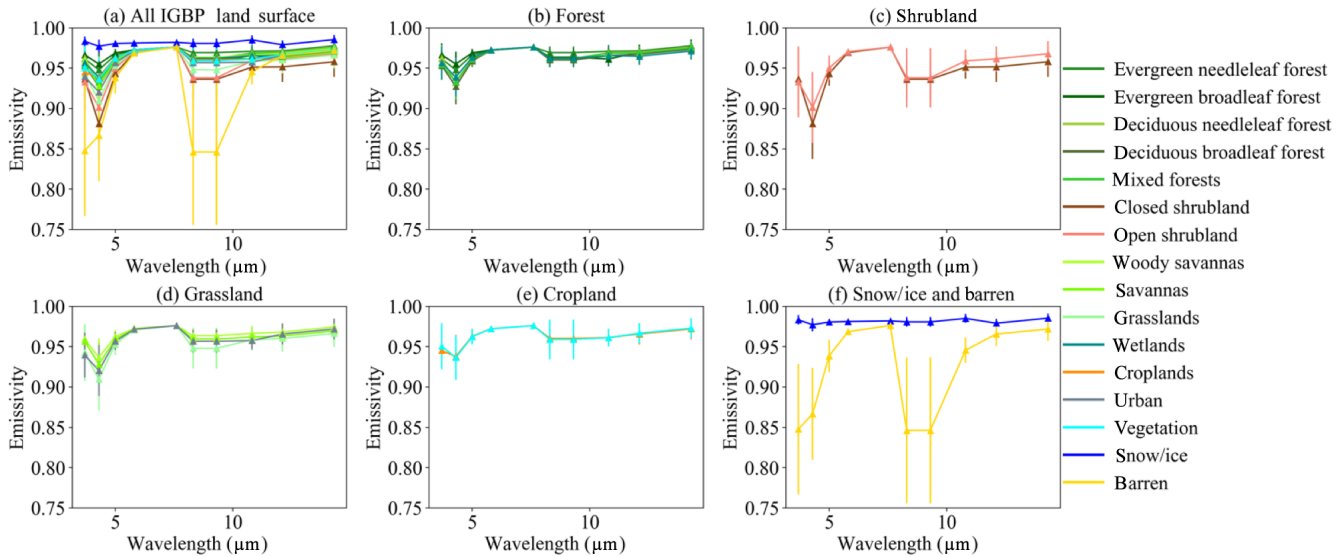 (a) All IGBP land surface
1.00
0.95
0.90
0.85
0.80
0.75
Emissivity
5
10
Wavelength (μm)
(b) Forest
1.00
0.95
0.90
0.85
0.80
0.75
Emissivity
5
10
Wavelength (μm)
(c) Shrubland
1.00
0.95
0.90
0.85
0.80
0.75
Emissivity
5
10
Wavelength (μm)
(d) Grassland
1.00
0.95
0.90
0.85
0.80
0.75
Emissivity
5
10
Wavelength (μm)
(e) Cropland
1.00
0.95
0.90
0.85
0.80
0.75
Emissivity
5
10
Wavelength (μm)
(f) Snow/ice and barren
1.00
0.95
0.90
0.85
0.80
0.75
Emissivity
5
10
Wavelength (μm)
Evergreen needleleaf forest
Evergreen broadleaf forest
Deciduous needleleaf forest
Deciduous broadleaf forest
Mixed forests
Closed shrubland
Open shrubland
Woody savannas
Savannas
Grasslands
Wetlands
Croplands
Urban
Vegetation
Snow/ice
Barren